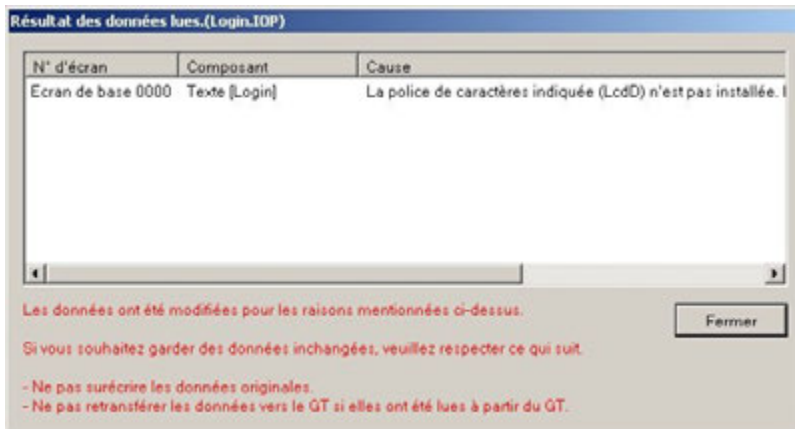 Résultat des données lues.(Login.IOP)
N° d'écran Composant Cause
Ecran de base 0000 Texte [Login] La police de caractères indiquée (LcdD) n'est pas installée.
Les données ont été modifiées pour les raisons mentionnées ci-dessus.
Fermer
Si vous souhaitez garder des données inchangées, veuillez respecter ce qui suit.
- Ne pas surécrire les données originales.
- Ne pas retransférer les données vers le GT si elles ont été lues à partir du GT.